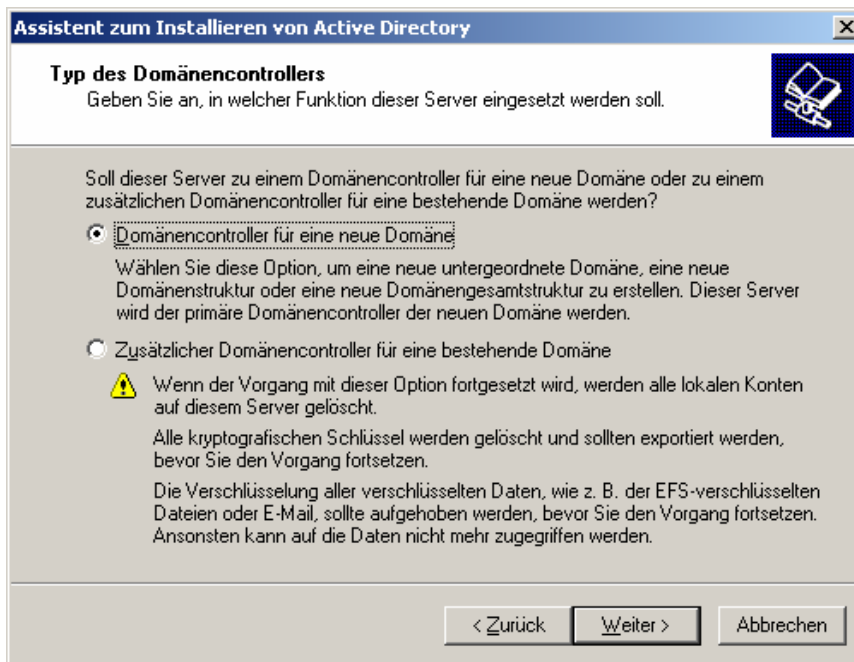 Assistent zum Installieren von Active Directory
Typ des Domänencontrollers
Geben Sie an, in welcher Funktion dieser Server eingesetzt werden soll.
Soll dieser Server zu einem Domänencontroller für eine neue Domäne oder zu einem
zusätzlichen Domänencontroller für eine bestehende Domäne werden?
Domänencontroller für eine neue Domäne
Wählen Sie diese Option, um eine neue untergeordnete Domäne, eine neue
Domänenstruktur oder eine neue Domänengesamtstruktur zu erstellen. Dieser Server
wird der primäre Domänencontroller der neuen Domäne werden.
Zusätzlicher Domänencontroller für eine bestehende Domäne
Wenn der Vorgang mit dieser Option fortgesetzt wird, werden alle lokalen Konten
auf diesem Server gelöscht.
Alle kryptografischen Schlüssel werden gelöscht und sollten exportiert werden,
bevor Sie den Vorgang fortsetzen.
Die Verschlüsselung aller verschlüsselten Daten, wie z. B. der EFS-verschlüsselten
Dateien oder E-Mail, sollte aufgehoben werden, bevor Sie den Vorgang fortsetzen.
Ansonsten kann auf die Daten nicht mehr zugegriffen werden.
< Zurück Weiter > Abbrechen